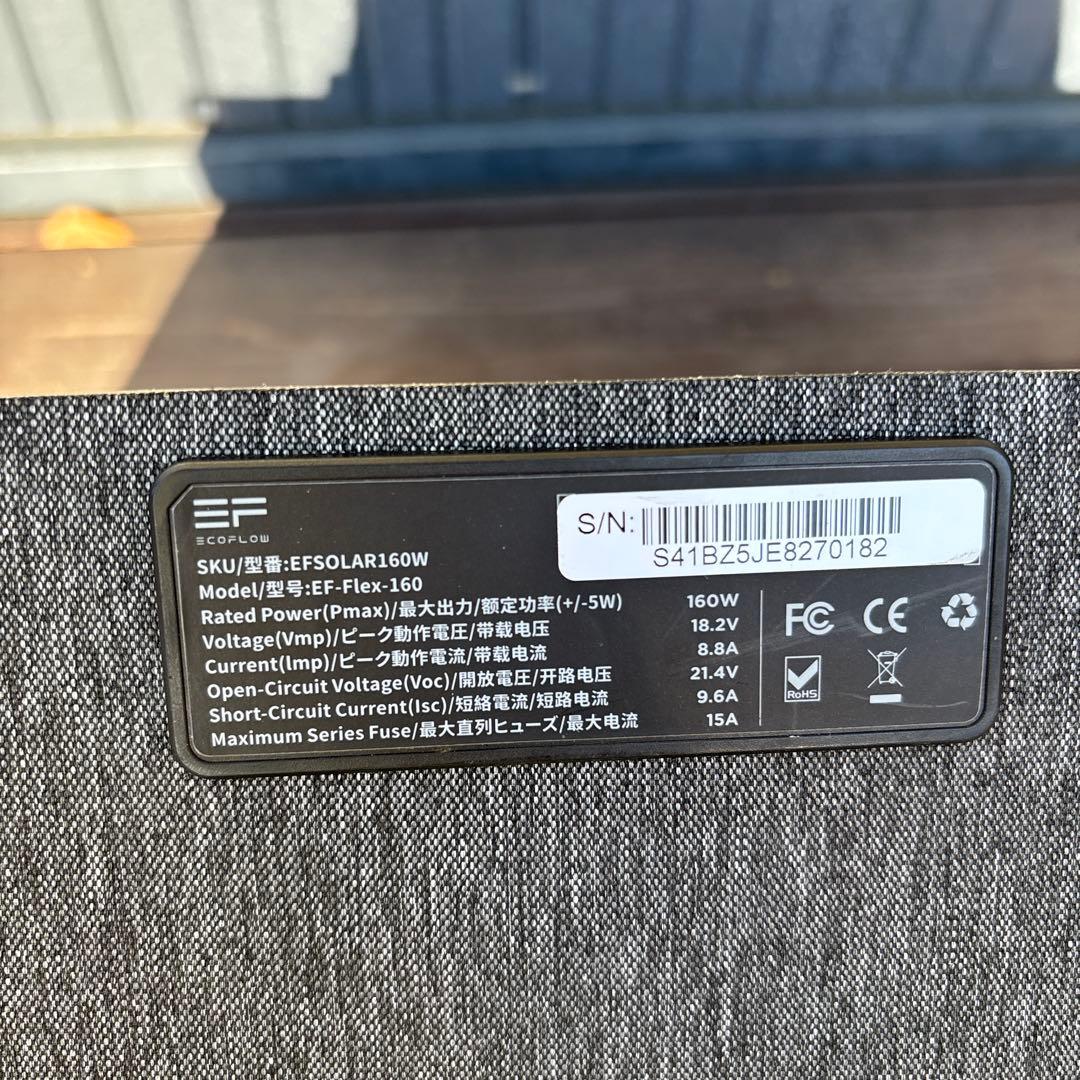 EF
ECOFLOW
S/N:
S41BZ5JE8270182
SKU/型番:EFSOLAR160W
Model/型号:EF-Flex-160
Rated Power(Pmax)/最大出力/额定功率(+/-5W) 160W
Voltage(Vmp)/ピーク動作電圧/带载电压 18.2V
Current(lmp)/ピーク動作電流/带载电流 8.8A
Open-Circuit Voltage(Voc)/開放電圧/开路电压 21.4V
Short-Circuit Current(Isc)/短絡電流/短路电流 9.6A
Maximum Series Fuse/最大直列ヒューズ/最大电流 15A
FC CE
RoHS